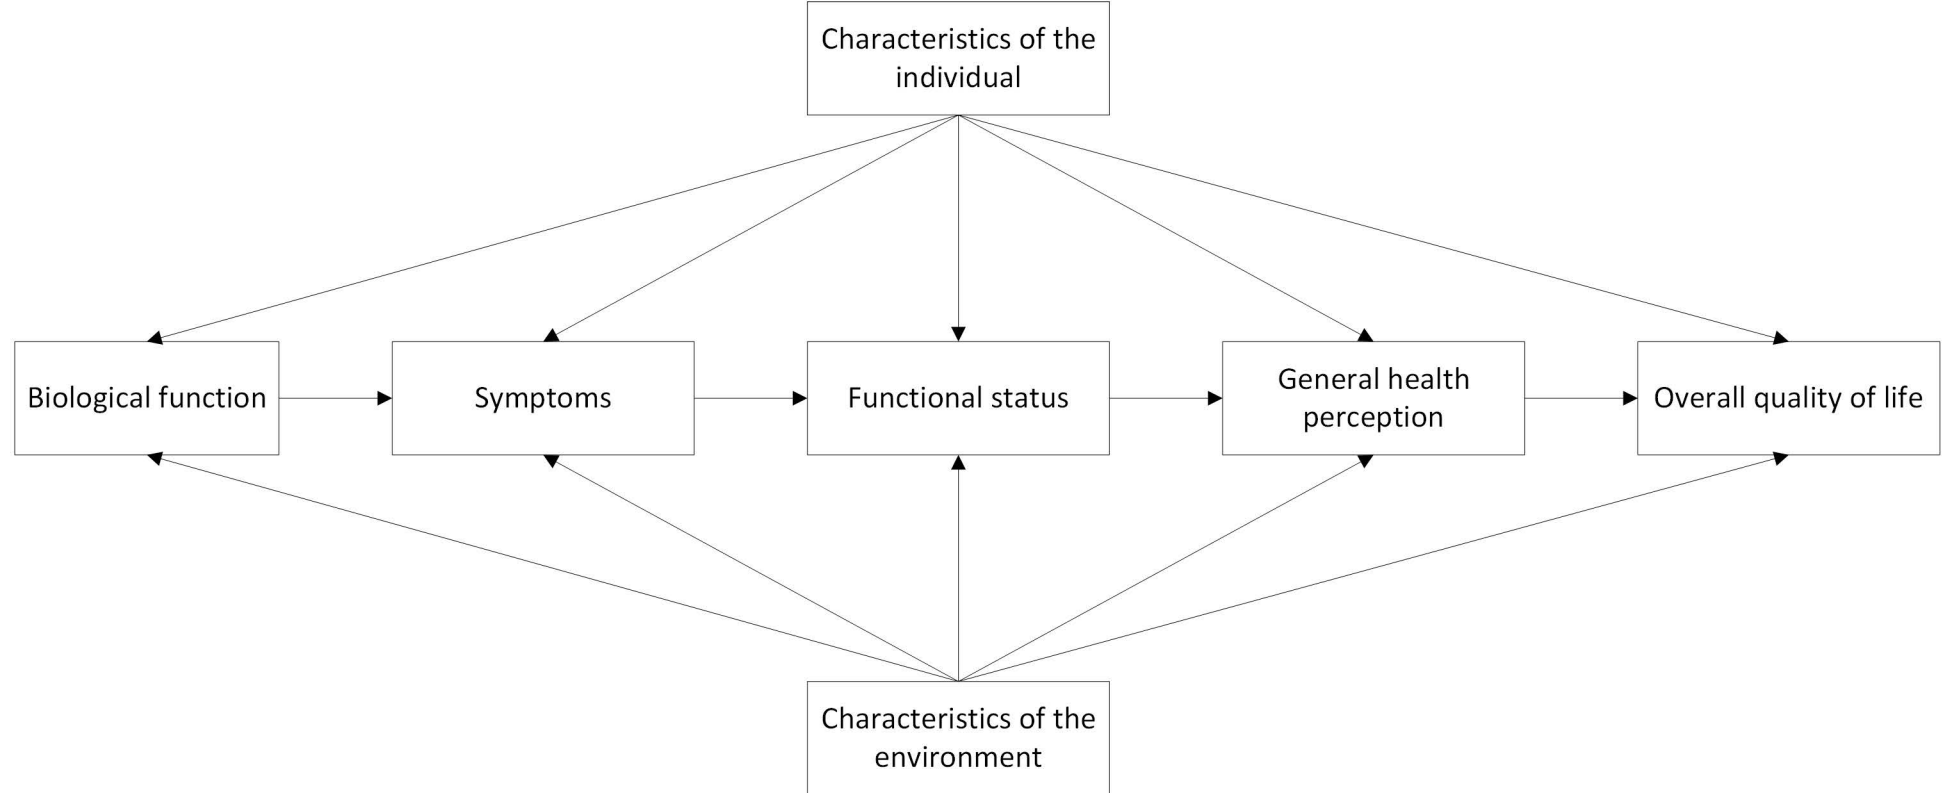 Characteristics of the
individual
Biological function
Symptoms
Functional status
General health
perception
Overall quality of life
Characteristics of the
environment